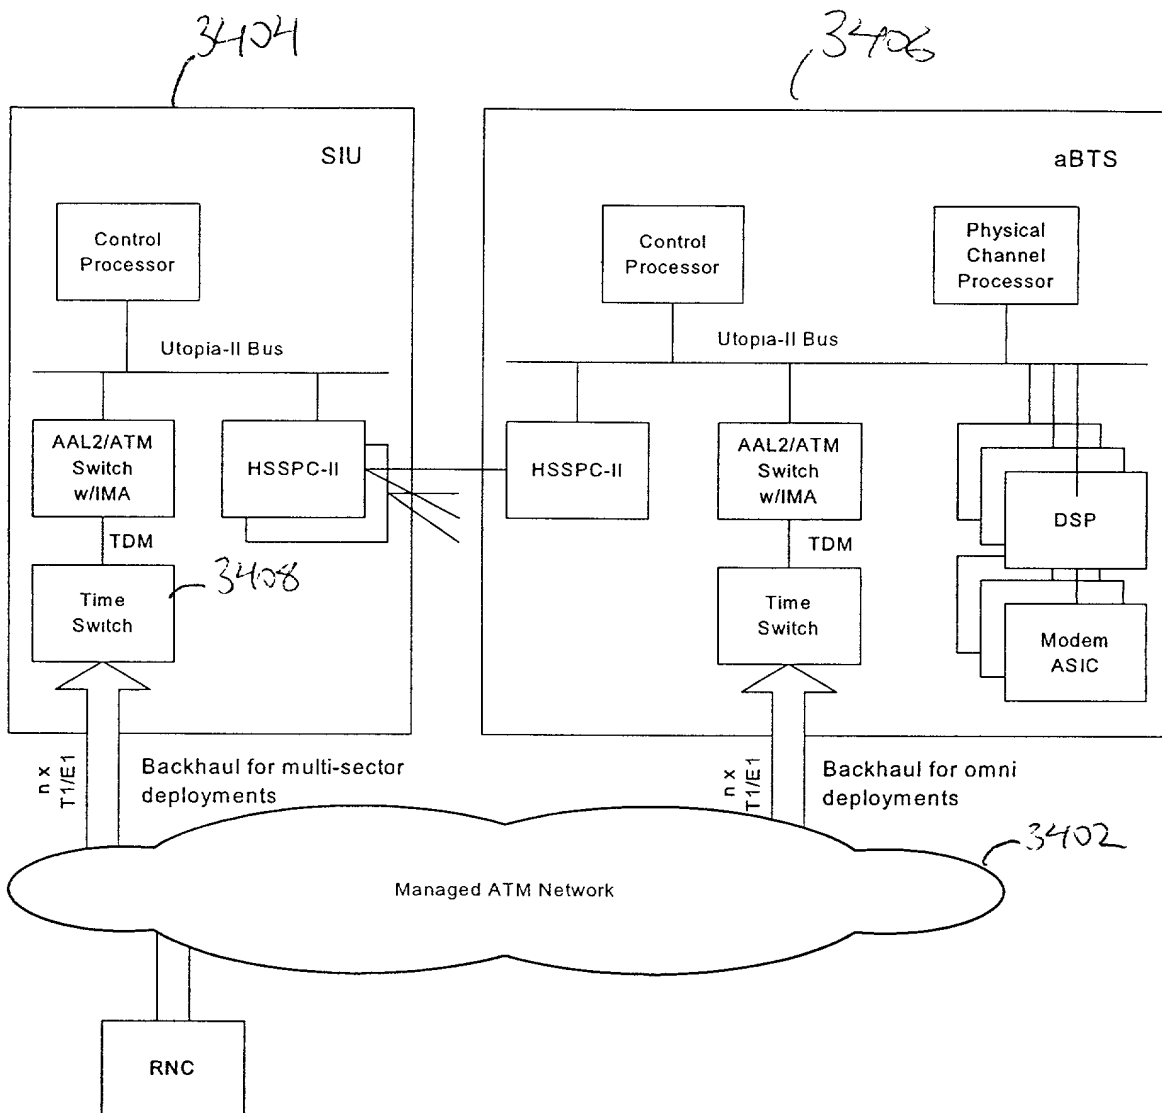 3404
3406
SIU
aBTS
Control
Processor
Control
Processor
Physical
Channel
Processor
Utopia-II Bus
Utopia-II Bus
AAL2/ATM
Switch
w/IMA
HSSPC-II
HSSPC-II
AAL2/ATM
Switch
w/IMA
DSP
TDM
TDM
3408
Time
Switch
Time
Switch
Modem
ASIC
n x
T1/E1
Backhaul for multi-sector
deployments
n x
T1/E1
Backhaul for omni
deployments
3402
Managed ATM Network
RNC